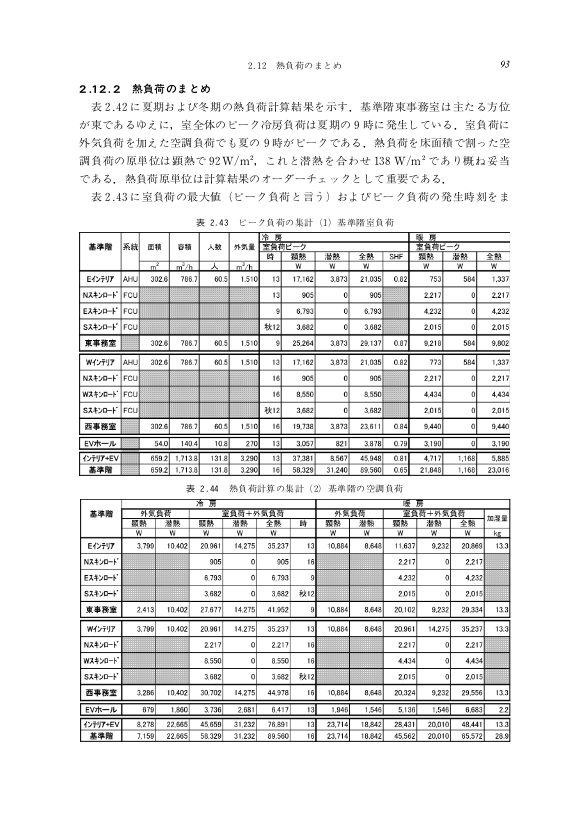 2.12 熱負荷のまとめ 93
2.12.2 熱負荷のまとめ
表2.42に夏期および冬期の熱負荷計算結果を示す．基準階東事務室は主たる方位
が東であるゆえに，室全体のピーク冷房負荷は夏期の9時に発生している．室負荷に
外気負荷を加えた空調負荷でも夏の9時がピークである．熱負荷を床面積で割った空
調負荷の原単位は顕熱で92W/m²，これと潜熱を合わせ138 W/m²であり概ね妥当
である．熱負荷原単位は計算結果のオーダーチェックとして重要である．
表2.43に室負荷の最大値（ピーク負荷と言う）およびピーク負荷の発生時刻をま
表 2.43 ピーク負荷の集計（1）基準階室負荷
冷 房 暖 房
基準階 系統 面積 容積 人数 外気量 室負荷ピーク 室負荷ピーク
時 顕熱 潜熱 全熱 SHF 顕熱 潜熱 全熱
m² m³/h 人 m³/h W W W W W W
Eインテリア AHU 302.6 786.7 60.5 1,510 13 17,162 3,873 21,035 0.82 753 584 1,337
Nスキンロード FCU 13 905 0 905 2,217 0 2,217
Eスキンロード FCU 9 6,793 0 6,793 4,232 0 4,232
Sスキンロード FCU 秋12 3,682 0 3,682 2,015 0 2,015
東事務室 302.6 786.7 60.5 1,510 9 25,264 3,873 29,137 0.87 9,218 584 9,802
Wインテリア AHU 302.6 786.7 60.5 1,510 13 17,162 3,873 21,035 0.82 773 584 1,337
Nスキンロード FCU 16 905 0 905 2,217 0 2,217
Wスキンロード FCU 16 8,550 0 8,550 4,434 0 4,434
Sスキンロード FCU 秋12 3,682 0 3,682 2,015 0 2,015
西事務室 302.6 786.7 60.5 1,510 16 19,738 3,873 23,611 0.84 9,440 0 9,440
EVホール 54.0 140.4 10.8 270 13 3,057 821 3,878 0.79 3,190 0 3,190
インテリア+EV 659.2 1,713.8 131.8 3,290 13 37,381 8,567 45,948 0.81 4,717 1,168 5,885
基準階 659.2 1,713.8 131.8 3,290 16 58,329 31,240 89,560 0.65 21,848 1,168 23,016
表 2.44 熱負荷計算の集計（2）基準階の空調負荷
冷 房 暖 房
基準階 外気負荷 室負荷＋外気負荷 外気負荷 室負荷＋外気負荷 加湿量
顕熱 潜熱 顕熱 潜熱 全熱 時 顕熱 潜熱 顕熱 潜熱 全熱
W W W W W W W W W W kg
Eインテリア 3,799 10,402 20,961 14,275 35,237 13 10,884 8,648 11,637 9,232 20,869 13.3
Nスキンロード 905 0 905 16 2,217 0 2,217
Eスキンロード 6,793 0 6,793 9 4,232 0 4,232
Sスキンロード 3,682 0 3,682 秋12 2,015 0 2,015
東事務室 2,413 10,402 27,677 14,275 41,952 9 10,884 8,648 20,102 9,232 29,334 13.3
Wインテリア 3,799 10,402 20,961 14,275 35,237 13 10,884 8,648 20,961 14,275 35,237 13.3
Nスキンロード 2,217 0 2,217 16 2,217 0 2,217
Wスキンロード 8,550 0 8,550 16 4,434 0 4,434
Sスキンロード 3,682 0 3,682 秋12 2,015 0 2,015
西事務室 3,286 10,402 30,702 14,275 44,978 16 10,884 8,648 20,324 9,232 29,556 13.3
EVホール 679 1,860 3,736 2,681 6,417 13 1,946 1,546 5,136 1,546 6,683 2.2
インテリア+EV 8,278 22,665 45,659 31,232 76,891 13 23,714 18,842 28,431 20,010 48,441 13.3
基準階 7,159 22,665 58,329 31,232 89,560 16 23,714 18,842 45,562 20,010 65,572 28.9